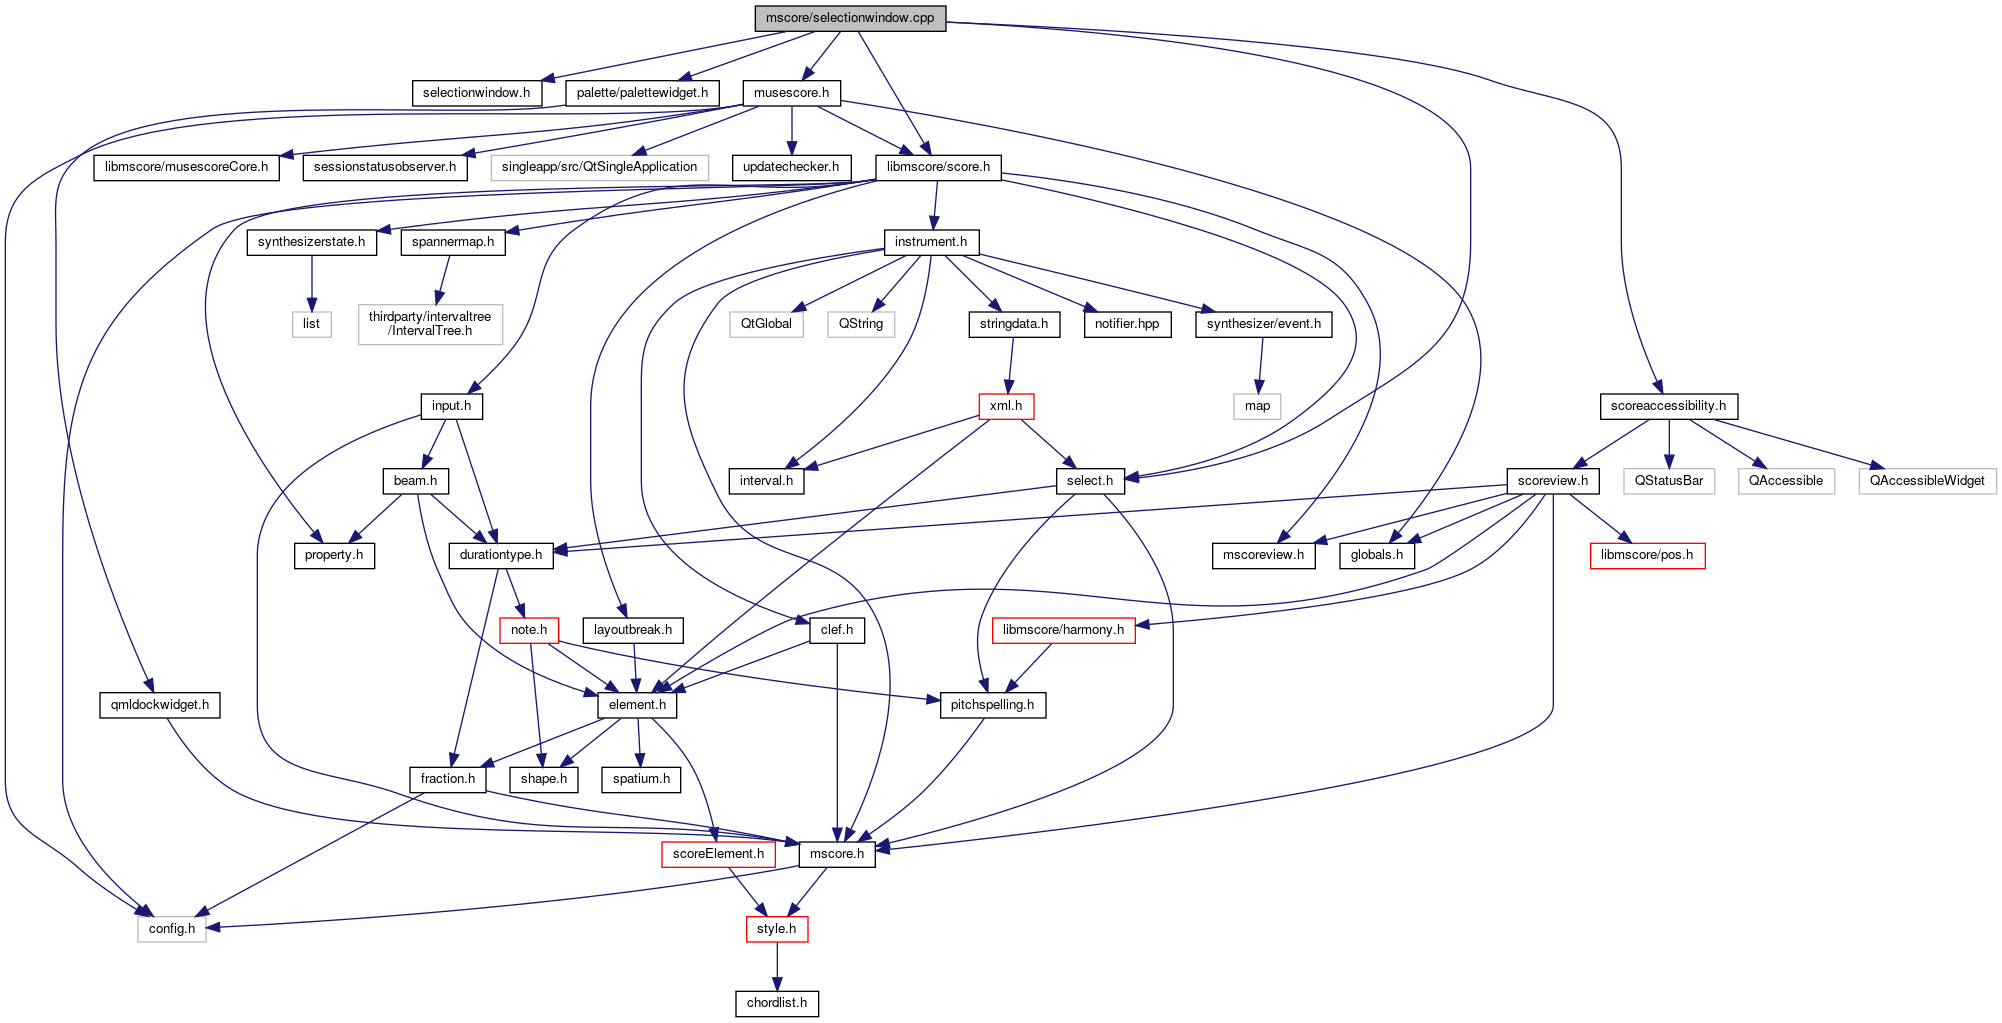 mscore/selectionwindow.cpp
selectionwindow.h
palette/palettewidget.h
musescore.h
libmscore/musescoreCore.h
sessionstatusobserver.h
singleapp/src/QtSingleApplication
updatechecker.h
libmscore/score.h
synthesizerstate.h
spannermap.h
instrument.h
list
thirdparty/intervaltree
/IntervalTree.h
QtGlobal
QString
stringdata.h
notifier.hpp
synthesizer/event.h
input.h
xml.h
map
scoreaccessibility.h
beam.h
interval.h
select.h
scoreview.h
QStatusBar
QAccessible
QAccessibleWidget
property.h
durationtype.h
mscoreview.h
globals.h
libmscore/pos.h
note.h
layoutbreak.h
clef.h
libmscore/harmony.h
qmldockwidget.h
element.h
pitchspelling.h
fraction.h
shape.h
spatium.h
scoreElement.h
mscore.h
config.h
style.h
chordlist.h